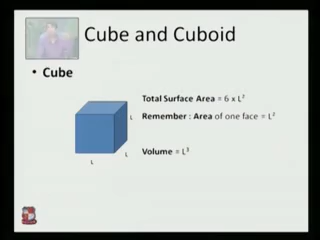 Cube and Cuboid
• Cube
Total Surface Area = 6 x L²
Remember : Area of one face = L²
L
Volume = L³
L
L